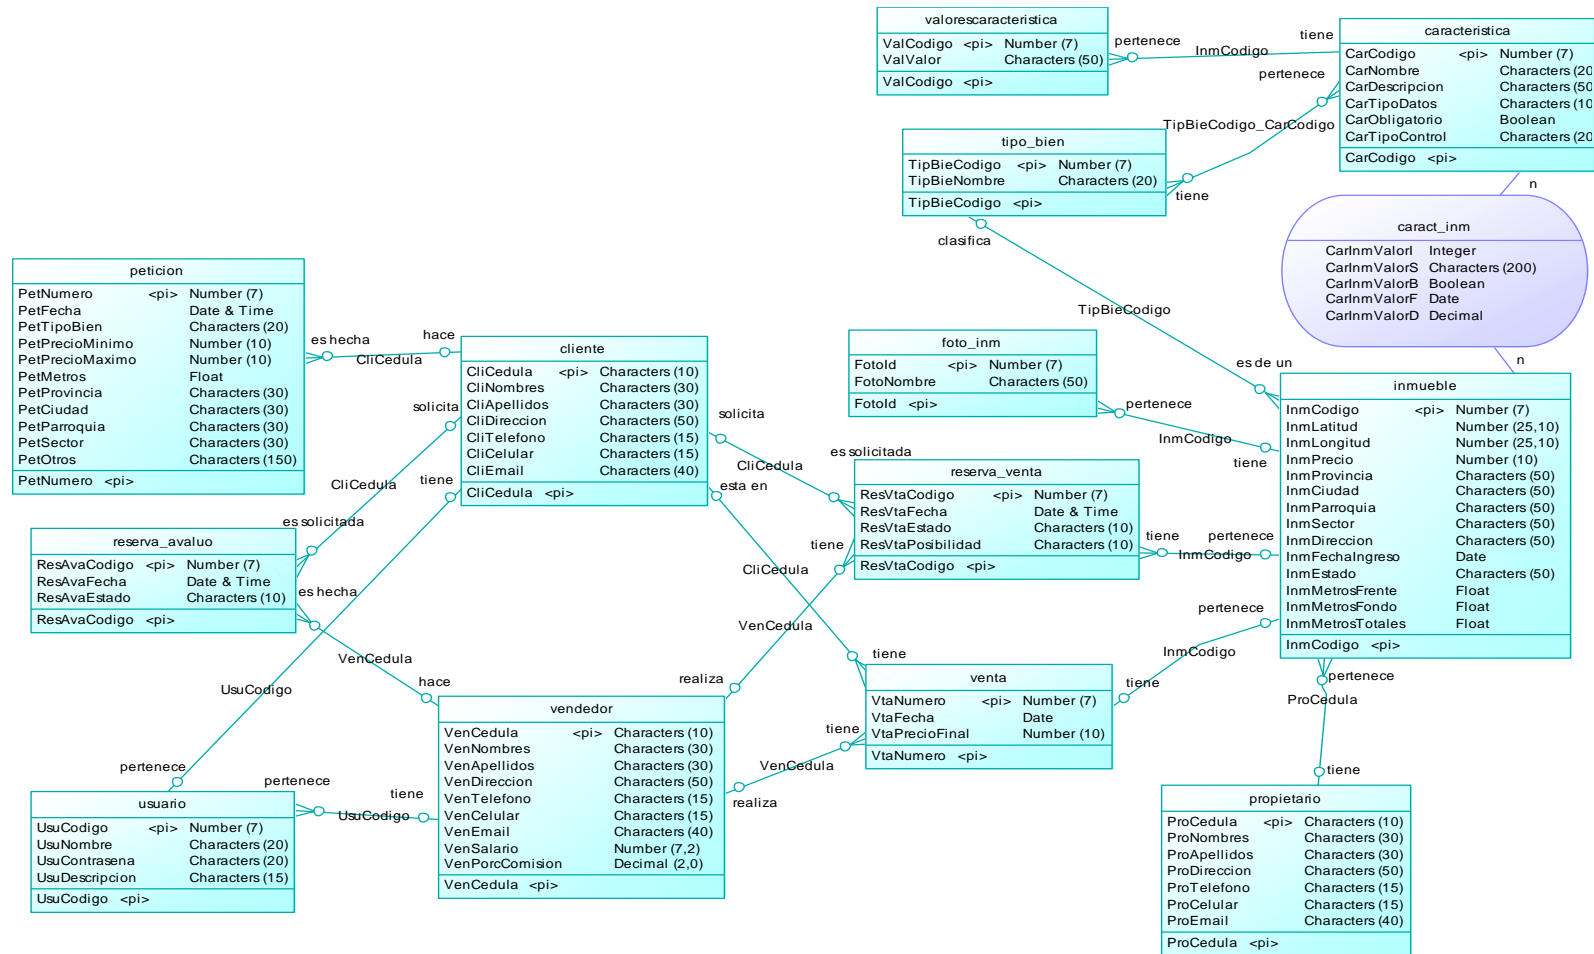 valorescaracteristica
ValCodigo <pi> Number (7)
ValValor Characters (50)
ValCodigo <pi>
pertenece
InmCodigo
tiene
caracteristica
CarCodigo <pi> Number (7)
CarNombre Characters (20
CarDescripcion Characters (50
CarTipoDatos Characters (10
CarObligatorio Boolean
CarTipoControl Characters (20
CarCodigo <pi>
pertenece
TipBieCodigo_CarCodigo
tiene
tipo_bien
TipBieCodigo <pi> Number (7)
TipBieNombre Characters (20)
TipBieCodigo <pi>
clasifica
TipBieCodigo
es de un
n
caract_inm
CarInmValorI Integer
CarInmValorS Characters (200)
CarInmValorB Boolean
CarInmValorF Date
CarInmValorD Decimal
n
peticion
PetNumero <pi> Number (7)
PetFecha Date & Time
PetTipoBien Characters (20)
PetPrecioMinimo Number (10)
PetPrecioMaximo Number (10)
PetMetros Float
PetProvincia Characters (30)
PetCiudad Characters (30)
PetParroquia Characters (30)
PetSector Characters (30)
PetOtros Characters (150)
PetNumero <pi>
es hecha
CliCedula
hace
cliente
CliCedula <pi> Characters (10)
CliNombres Characters (30)
CliApellidos Characters (30)
CliDireccion Characters (50)
CliTelefono Characters (15)
CliCelular Characters (15)
CliEmail Characters (40)
CliCedula <pi>
foto_inm
FotoId <pi> Number (7)
FotoNombre Characters (50)
FotoId <pi>
pertenece
InmCodigo
tiene
inmueble
InmCodigo <pi> Number (7)
InmLatitud Number (25,10)
InmLongitud Number (25,10)
InmPrecio Number (10)
InmProvincia Characters (50)
InmCiudad Characters (50)
InmParroquia Characters (50)
InmSector Characters (50)
InmDireccion Characters (50)
InmFechaIngreso Date
InmEstado Characters (50)
InmMetrosFrente Float
InmMetrosFondo Float
InmMetrosTotales Float
InmCodigo <pi>
solicita
CliCedula
es solicitada
tiene
solicita
CliCedula
es solicitada
esta en
CliCedula
tiene
reserva_venta
ResVtaCodigo <pi> Number (7)
ResVtaFecha Date & Time
ResVtaEstado Characters (10)
ResVtaPosibilidad Characters (10)
ResVtaCodigo <pi>
tiene
InmCodigo
pertenece
reserva_avaluo
ResAvaCodigo <pi> Number (7)
ResAvaFecha Date & Time
ResAvaEstado Characters (10)
ResAvaCodigo <pi>
es hecha
VenCedula
hace
UsuCodigo
pertenece
tiene
VenCedula
realiza
pertenece
InmCodigo
tiene
venta
VtaNumero <pi> Number (7)
VtaFecha Date
VtaPrecioFinal Number (10)
VtaNumero <pi>
tiene
VenCedula
realiza
vendedor
VenCedula <pi> Characters (10)
VenNombres Characters (30)
VenApellidos Characters (30)
VenDireccion Characters (50)
VenTelefono Characters (15)
VenCelular Characters (15)
VenEmail Characters (40)
VenSalario Number (7,2)
VenPorcComision Decimal (2,0)
VenCedula <pi>
pertenece
UsuCodigo
tiene
usuario
UsuCodigo <pi> Number (7)
UsuNombre Characters (20)
UsuContrasena Characters (20)
UsuDescripcion Characters (15)
UsuCodigo <pi>
pertenece
ProCedula
tiene
propietario
ProCedula <pi> Characters (10)
ProNombres Characters (30)
ProApellidos Characters (30)
ProDireccion Characters (50)
ProTelefono Characters (15)
ProCelular Characters (15)
ProEmail Characters (40)
ProCedula <pi>